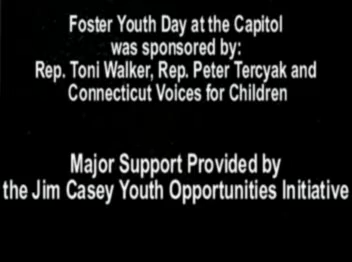 Foster Youth Day at the Capitol
was sponsored by:
Rep. Toni Walker, Rep. Peter Tercyak and
Connecticut Voices for Children
Major Support Provided by
the Jim Casey Youth Opportunities Initiative